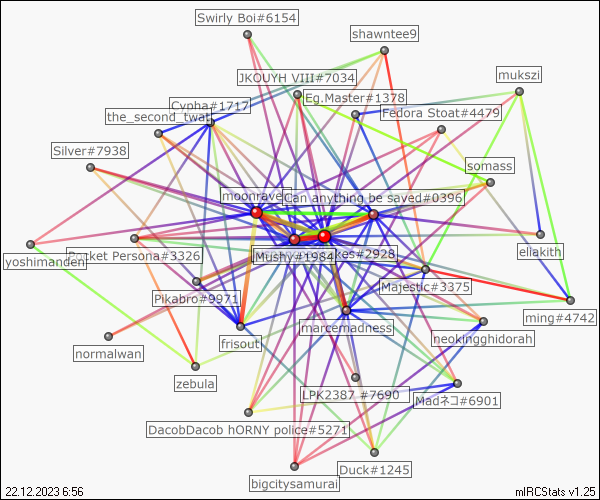 Swirly Boi#6154
shawntee9
JKOUYH VIII#7034
mukszi
Eg.Master#1378
Cypha#1717
the_second_twat
Fedora Stoat#4479
Silver#7938
somass
moonrave
Can anything be saved#0396
yoshimanden
Pocket Persona#3326
Mushy#1984
kes#2928
ellakith
Majestic#3375
Pikabro#9971
ming#4742
marcemadness
neokingghidorah
normalwan
frisout
zebula
LPK2387 #7690
Madネコ#6901
DacobDacob hORNY police#5271
Duck#1245
bigcitysamurai
22.12.2023 6:56
mIRCStats v1.25